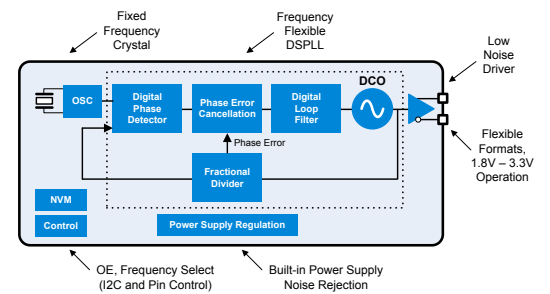 Fixed
Frequency
Crystal
Frequency
Flexible
DSPLL
Low
Noise
Driver
OSC
Digital
Phase
Detector
Phase Error
Cancellation
Digital
Loop
Filter
DCO
Phase Error
Fractional
Divider
Flexible
Formats,
1.8V – 3.3V
Operation
NVM
Control
Power Supply Regulation
OE, Frequency Select
(I2C and Pin Control)
Built-in Power Supply
Noise Rejection